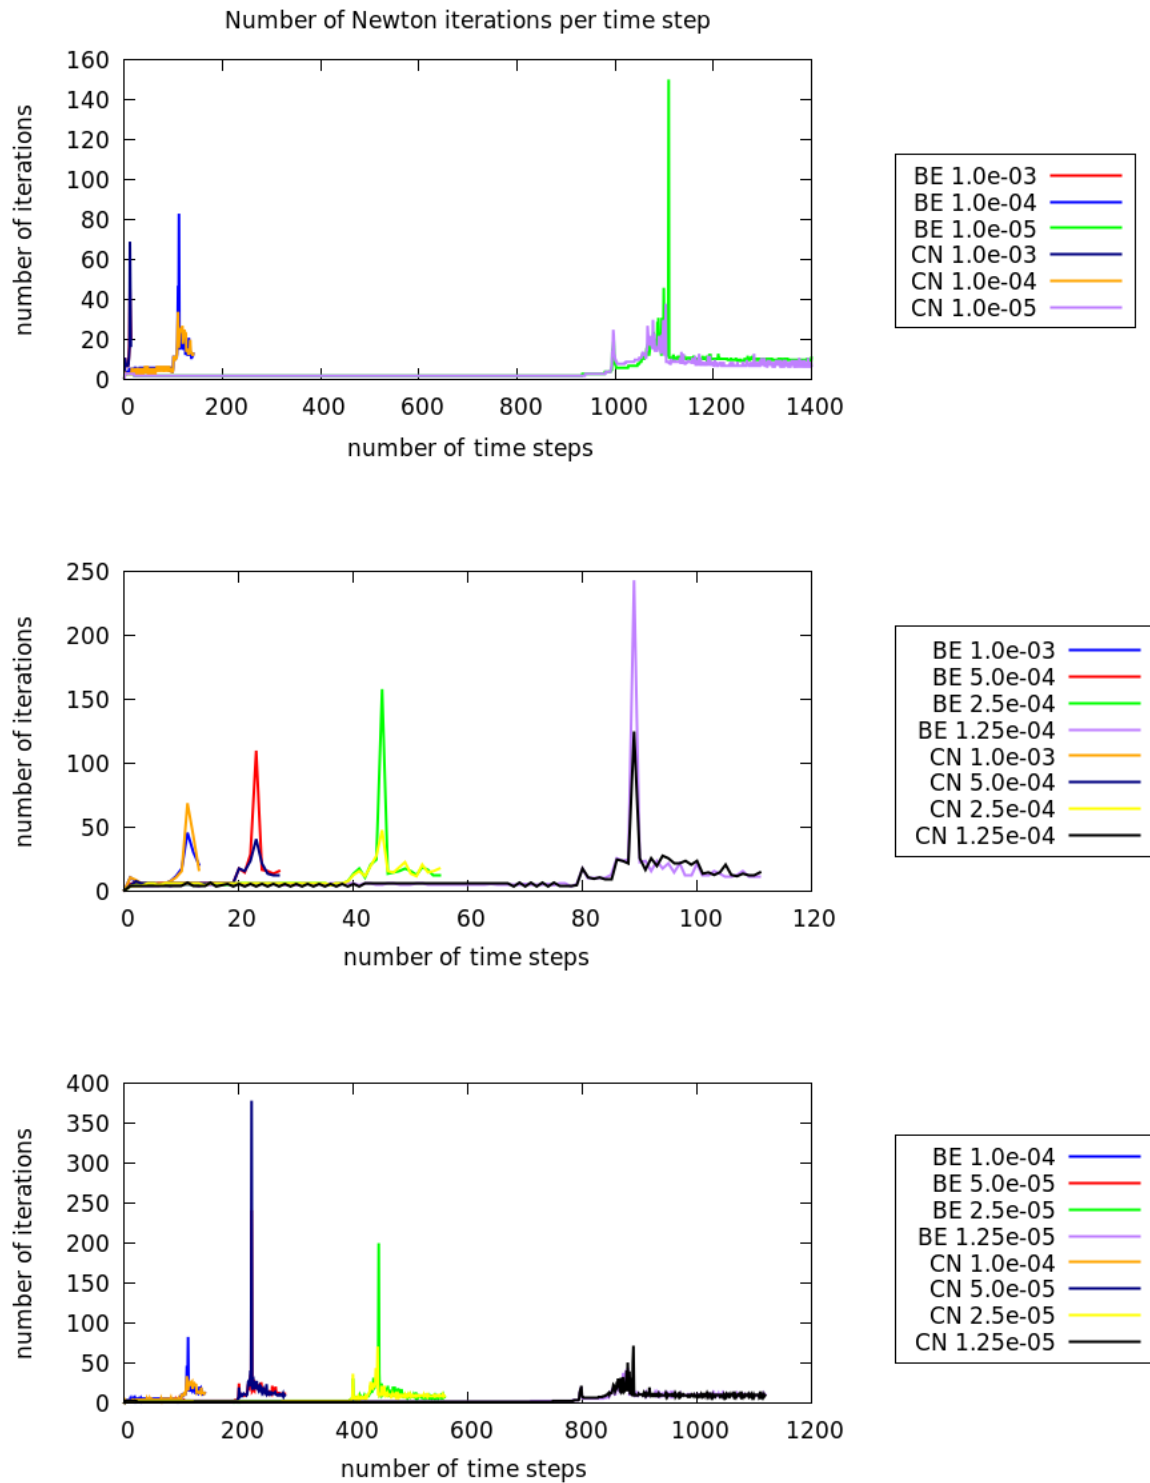 Number of Newton iterations per time step
number of iterations
160
140
120
100
80
60
40
20
0
0 200 400 600 800 1000 1200 1400
number of time steps
BE 1.0e-03
BE 1.0e-04
BE 1.0e-05
CN 1.0e-03
CN 1.0e-04
CN 1.0e-05
number of iterations
250
200
150
100
50
0
0 20 40 60 80 100 120
number of time steps
BE 1.0e-03
BE 5.0e-04
BE 2.5e-04
BE 1.25e-04
CN 1.0e-03
CN 5.0e-04
CN 2.5e-04
CN 1.25e-04
number of iterations
400
350
300
250
200
150
100
50
0
0 200 400 600 800 1000 1200
number of time steps
BE 1.0e-04
BE 5.0e-05
BE 2.5e-05
BE 1.25e-05
CN 1.0e-04
CN 5.0e-05
CN 2.5e-05
CN 1.25e-05